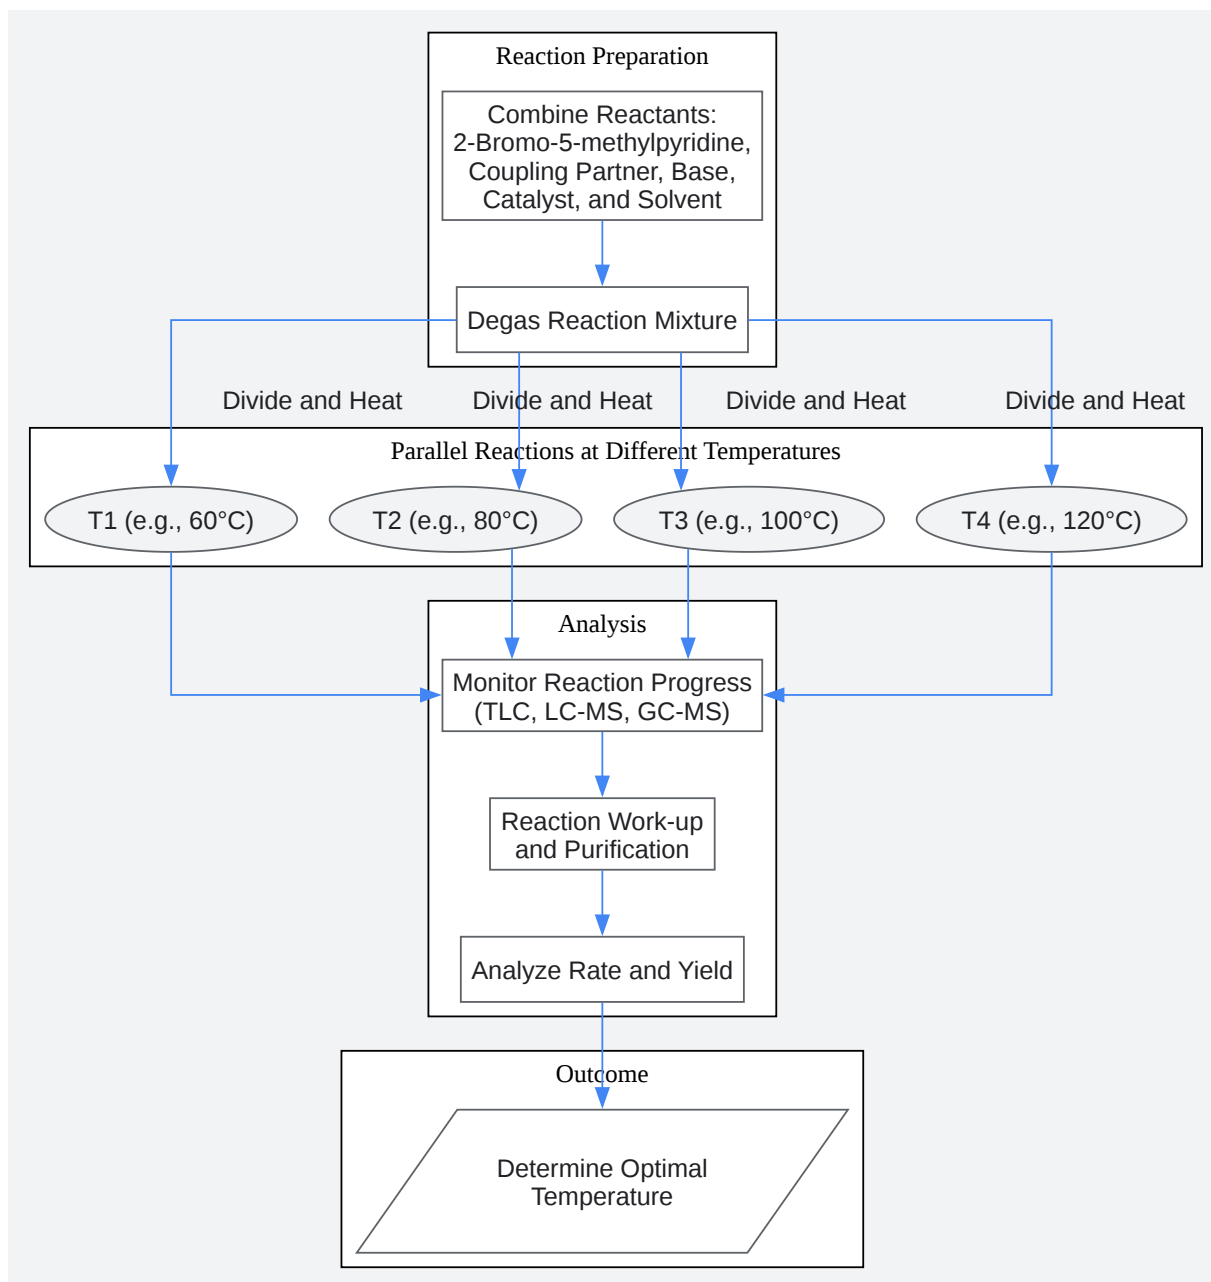 Reaction Preparation
Combine Reactants:
2-Bromo-5-methylpyridine,
Coupling Partner, Base,
Catalyst, and Solvent
Degas Reaction Mixture
Divide and Heat
Divide and Heat
Divide and Heat
Divide and Heat
Parallel Reactions at Different Temperatures
T1 (e.g., 60°C)
T2 (e.g., 80°C)
T3 (e.g., 100°C)
T4 (e.g., 120°C)
Analysis
Monitor Reaction Progress
(TLC, LC-MS, GC-MS)
Reaction Work-up
and Purification
Analyze Rate and Yield
Outcome
Determine Optimal
Temperature